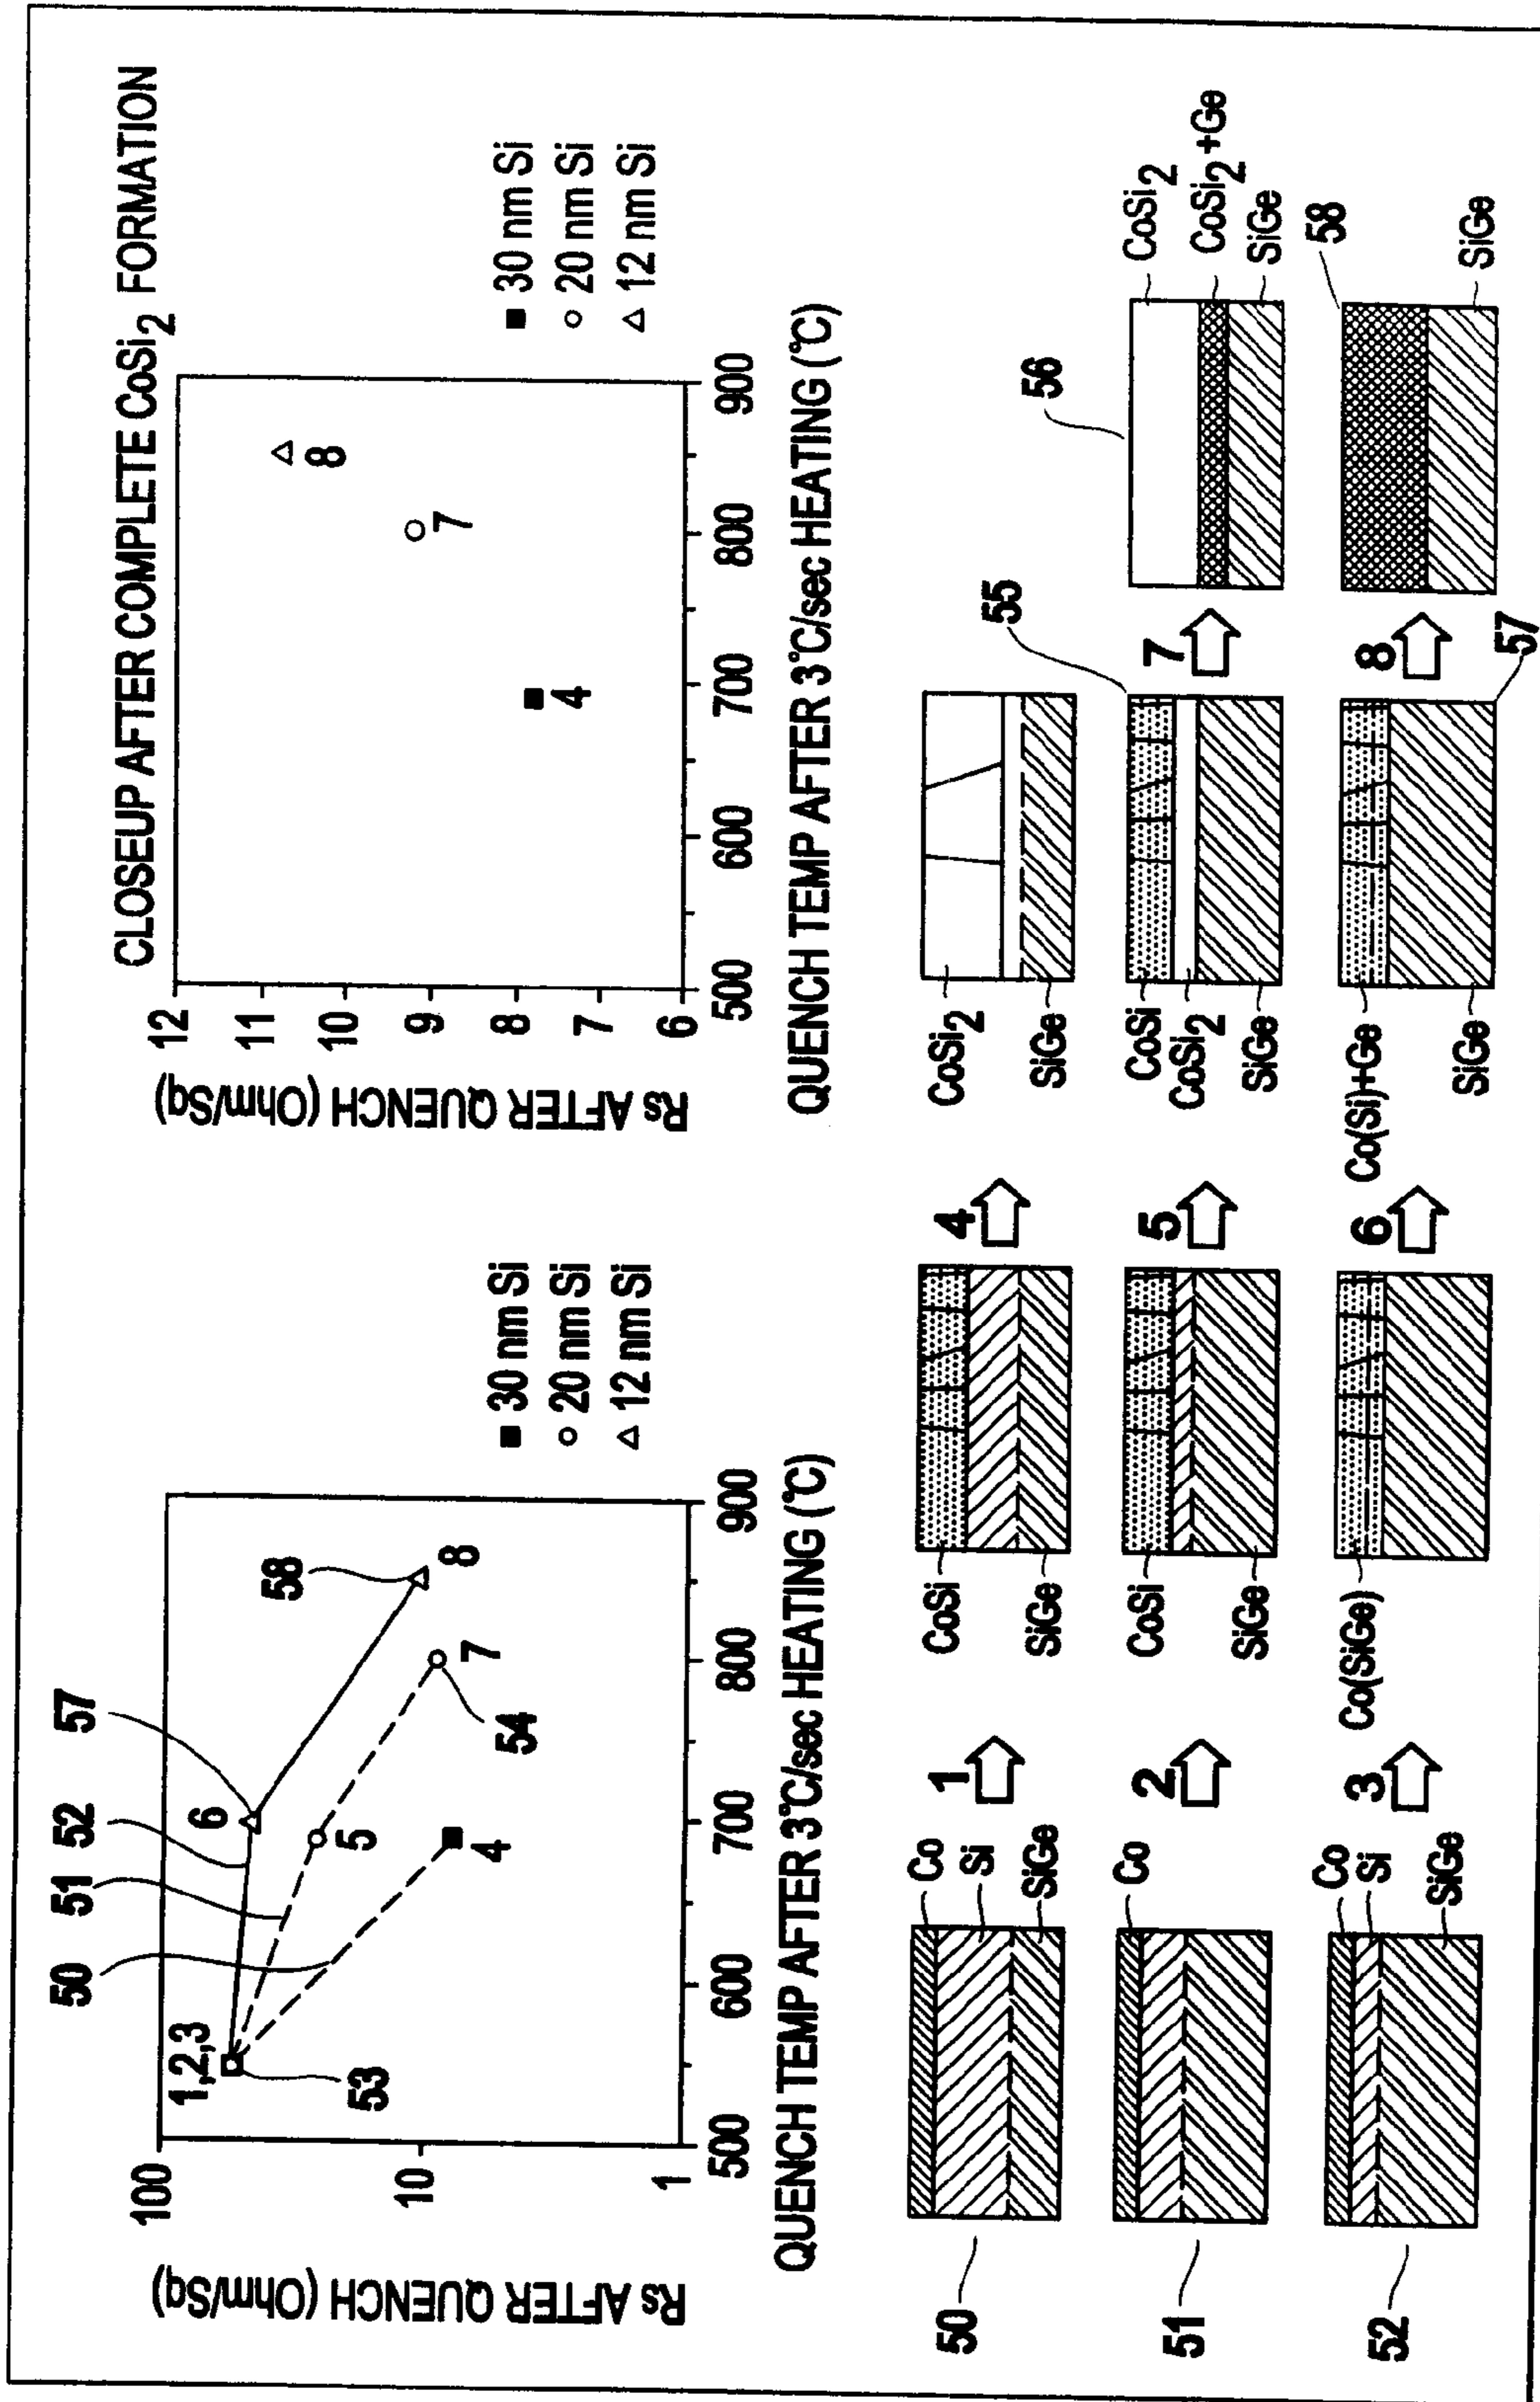 CLOSEUP AFTER COMPLETE CoSi2 FORMATION
100
10
1
Rs AFTER QUENCH (Ohm/Sq)
500
600
700
800
900
QUENCH TEMP AFTER 3°C/sec HEATING (°C)
1,2,3
53
50
51
52
57
6
5
4
58
8
7
54
■ 30 nm Si
○ 20 nm Si
△ 12 nm Si
12
11
10
9
8
7
6
Rs AFTER QUENCH (Ohm/Sq)
500
600
700
800
900
QUENCH TEMP AFTER 3°C/sec HEATING (°C)
4
7
8
■ 30 nm Si
○ 20 nm Si
△ 12 nm Si
50
Co
Si
SiGe
1
CoSi
SiGe
4
CoSi2
SiGe
51
Co
2
CoSi
SiGe
5
CoSi
CoSi2
SiGe
55
7
56
CoSi2
CoSi2+Ge
SiGe
52
Co
Si
SiGe
3
Co(SiGe)
6
Co(Si)+Ge
SiGe
57
8
58
SiGe